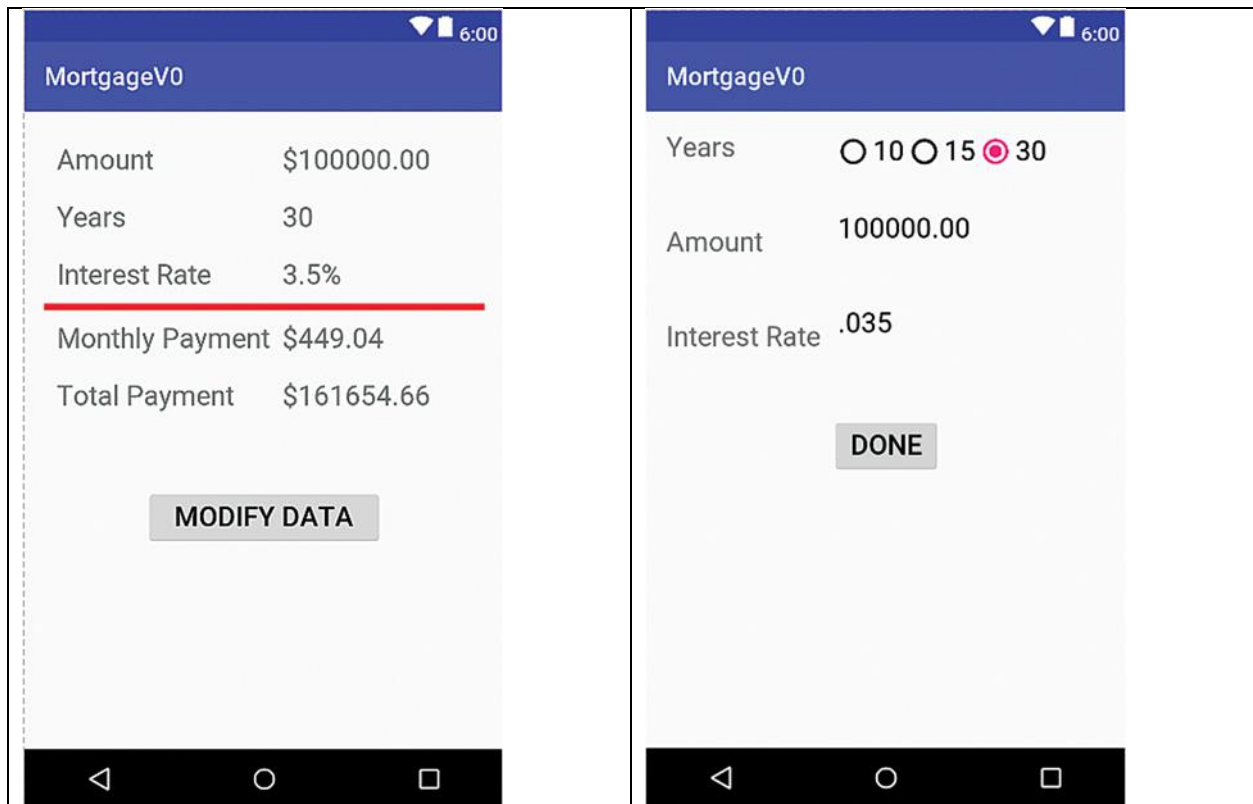 6:00
MortgageV0
Amount $100000.00
Years 30
Interest Rate 3.5%
Monthly Payment $449.04
Total Payment $161654.66
MODIFY DATA
6:00
MortgageV0
Years 10 15 30
Amount 100000.00
Interest Rate .035
DONE